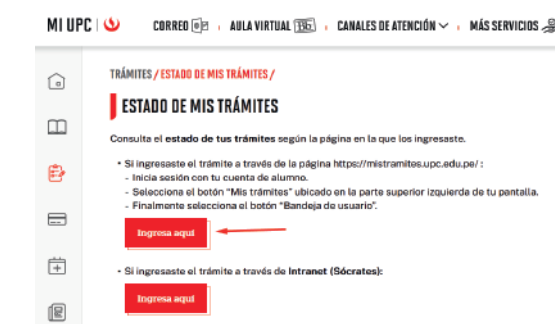 MI UPC
CORREO
AULA VIRTUAL Bb.
CANALES DE ATENCIÓN
MÁS SERVICIOS
TRÁMITES / ESTADO DE MIS TRÁMITES /
ESTADO DE MIS TRÁMITES
Consulta el estado de tus trámites según la página en la que los ingresaste.
• Si ingresaste el trámite a través de la página https://mistramites.upc.edu.pe/ :
- Inicia sesión con tu cuenta de alumno.
- Selecciona el botón "Mis trámites" ubicado en la parte superior izquierda de tu pantalla.
- Finalmente selecciona el botón "Bandeja de usuario".
Ingresa aquí
• Si ingresaste el trámite a través de Intranet (Sócrates):
Ingresa aquí